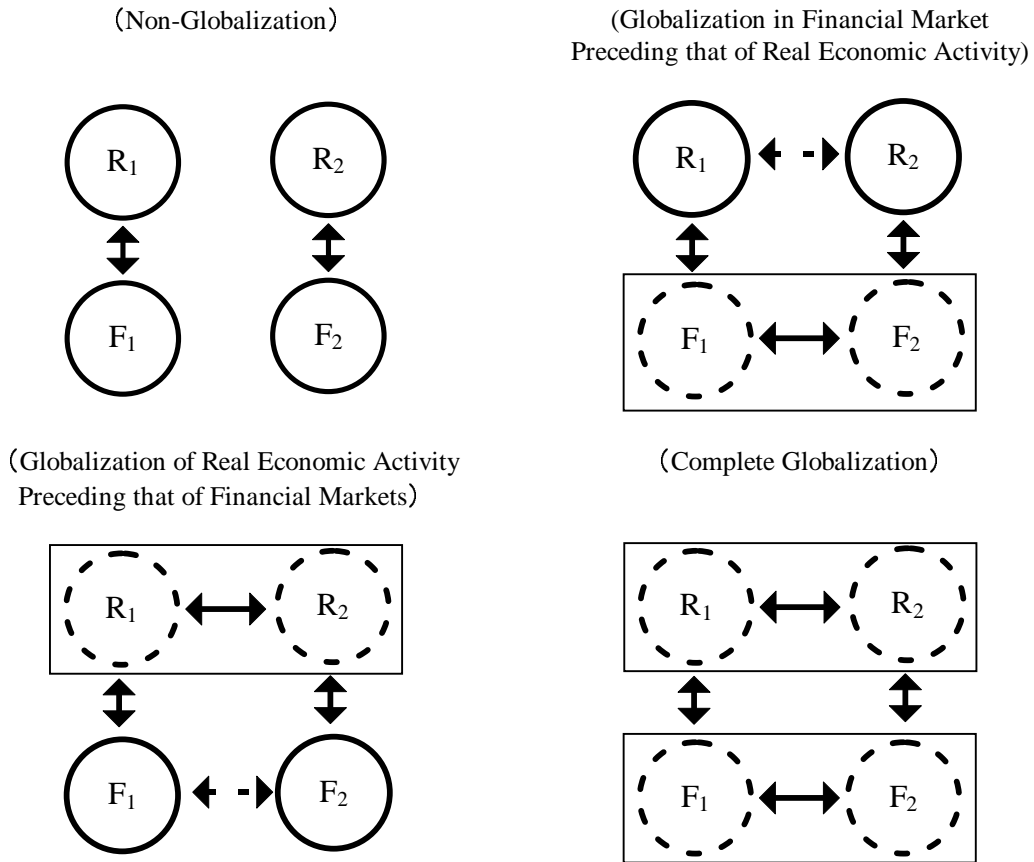 （Non-Globalization）
(Globalization in Financial Market
Preceding that of Real Economic Activity)
R₁
R₂
R₁
R₂
F₁
F₂
F₁
F₂
（Globalization of Real Economic Activity
Preceding that of Financial Markets）
（Complete Globalization）
R₁
R₂
R₁
R₂
F₁
F₂
F₁
F₂